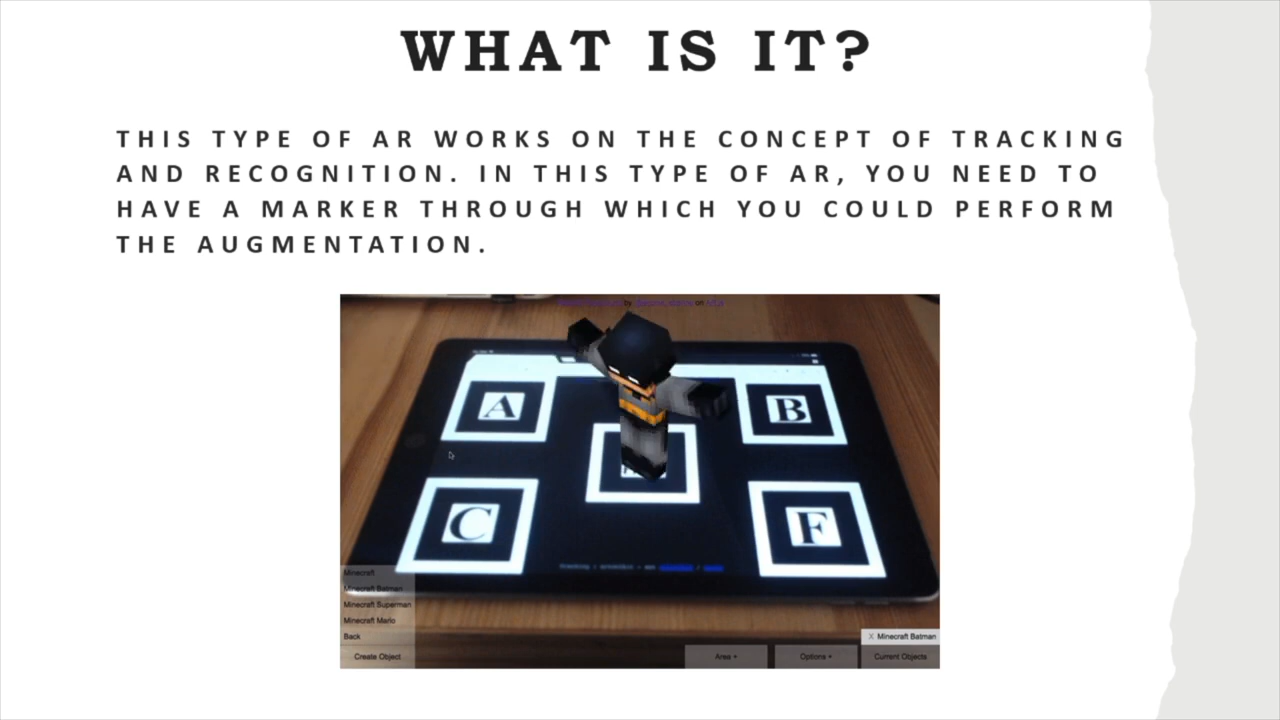 WHAT IS IT?
THIS TYPE OF AR WORKS ON THE CONCEPT OF TRACKING
AND RECOGNITION. IN THIS TYPE OF AR, YOU NEED TO
HAVE A MARKER THROUGH WHICH YOU COULD PERFORM
THE AUGMENTATION.
by on
A
B
C
F
Minecraft
Minecraft Batman
Minecraft Superman
Minecraft Mario
Back
X Minecraft Batman
Create Object
Area
Options
Current Objects